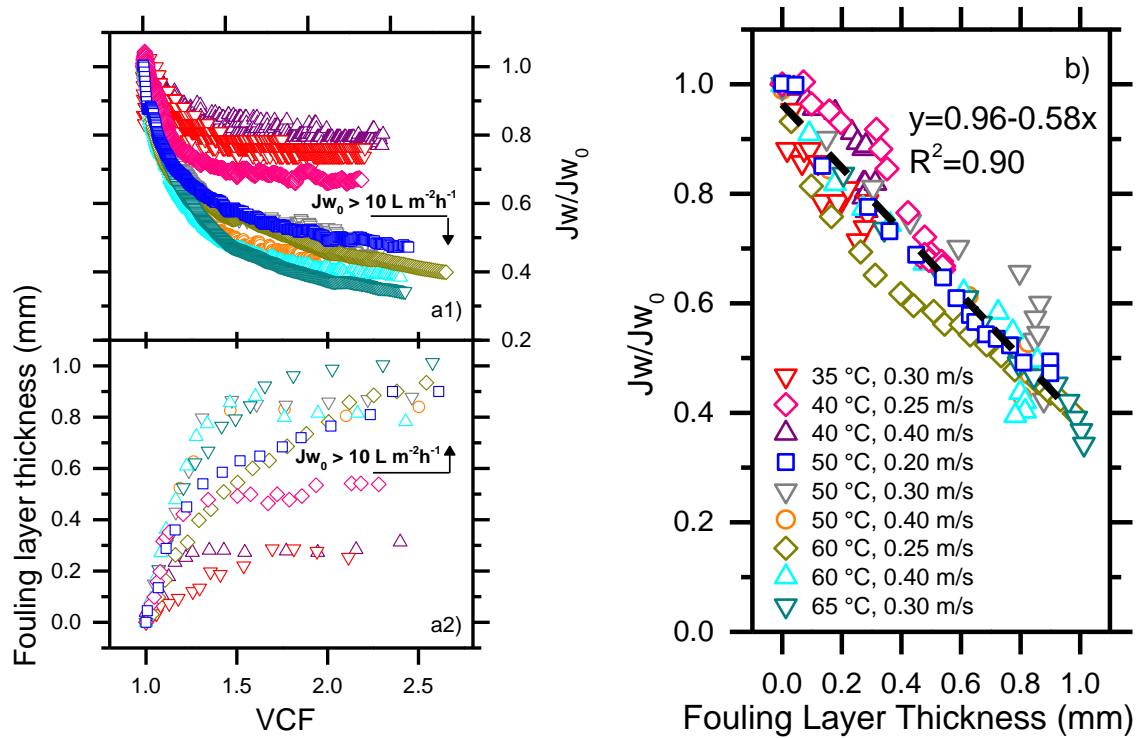 1.0
0.8
0.6
0.4
0.2
Jw/Jw₀
Jw₀ > 10 L m⁻²h⁻¹
a1)
Fouling layer thickness (mm)
1.0
0.8
0.6
0.4
0.2
0.0
Jw₀ > 10 L m⁻²h⁻¹
a2)
1.0 1.5 2.0 2.5
VCF
b)
y=0.96-0.58x
R²=0.90
Jw/Jw₀
1.0
0.8
0.6
0.4
0.2
0.0
35 °C, 0.30 m/s
40 °C, 0.25 m/s
40 °C, 0.40 m/s
50 °C, 0.20 m/s
50 °C, 0.30 m/s
50 °C, 0.40 m/s
60 °C, 0.25 m/s
60 °C, 0.40 m/s
65 °C, 0.30 m/s
0.0 0.2 0.4 0.6 0.8 1.0
Fouling Layer Thickness (mm)